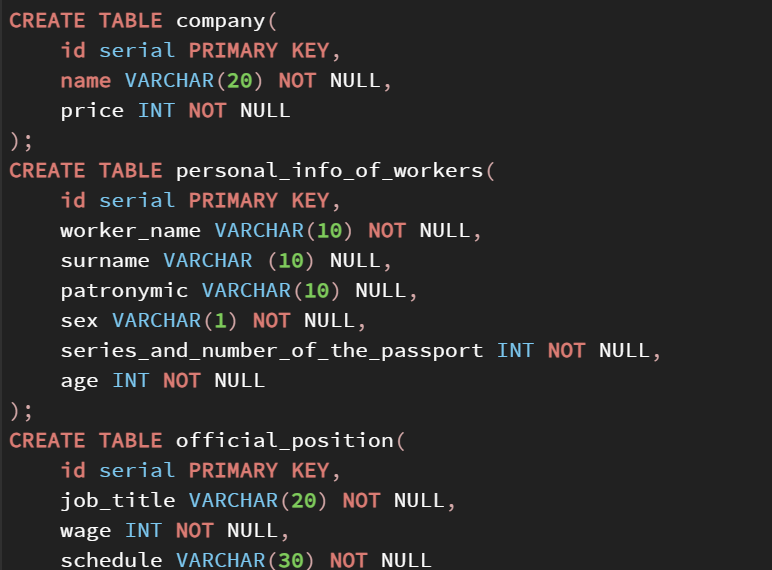 CREATE TABLE company(
    id serial PRIMARY KEY,
    name VARCHAR(20) NOT NULL,
    price INT NOT NULL
);
CREATE TABLE personal_info_of_workers(
    id serial PRIMARY KEY,
    worker_name VARCHAR(10) NOT NULL,
    surname VARCHAR (10) NULL,
    patronymic VARCHAR(10) NULL,
    sex VARCHAR(1) NOT NULL,
    series_and_number_of_the_passport INT NOT NULL,
    age INT NOT NULL
);
CREATE TABLE official_position(
    id serial PRIMARY KEY,
    job_title VARCHAR(20) NOT NULL,
    wage INT NOT NULL,
    schedule VARCHAR(30) NOT NULL